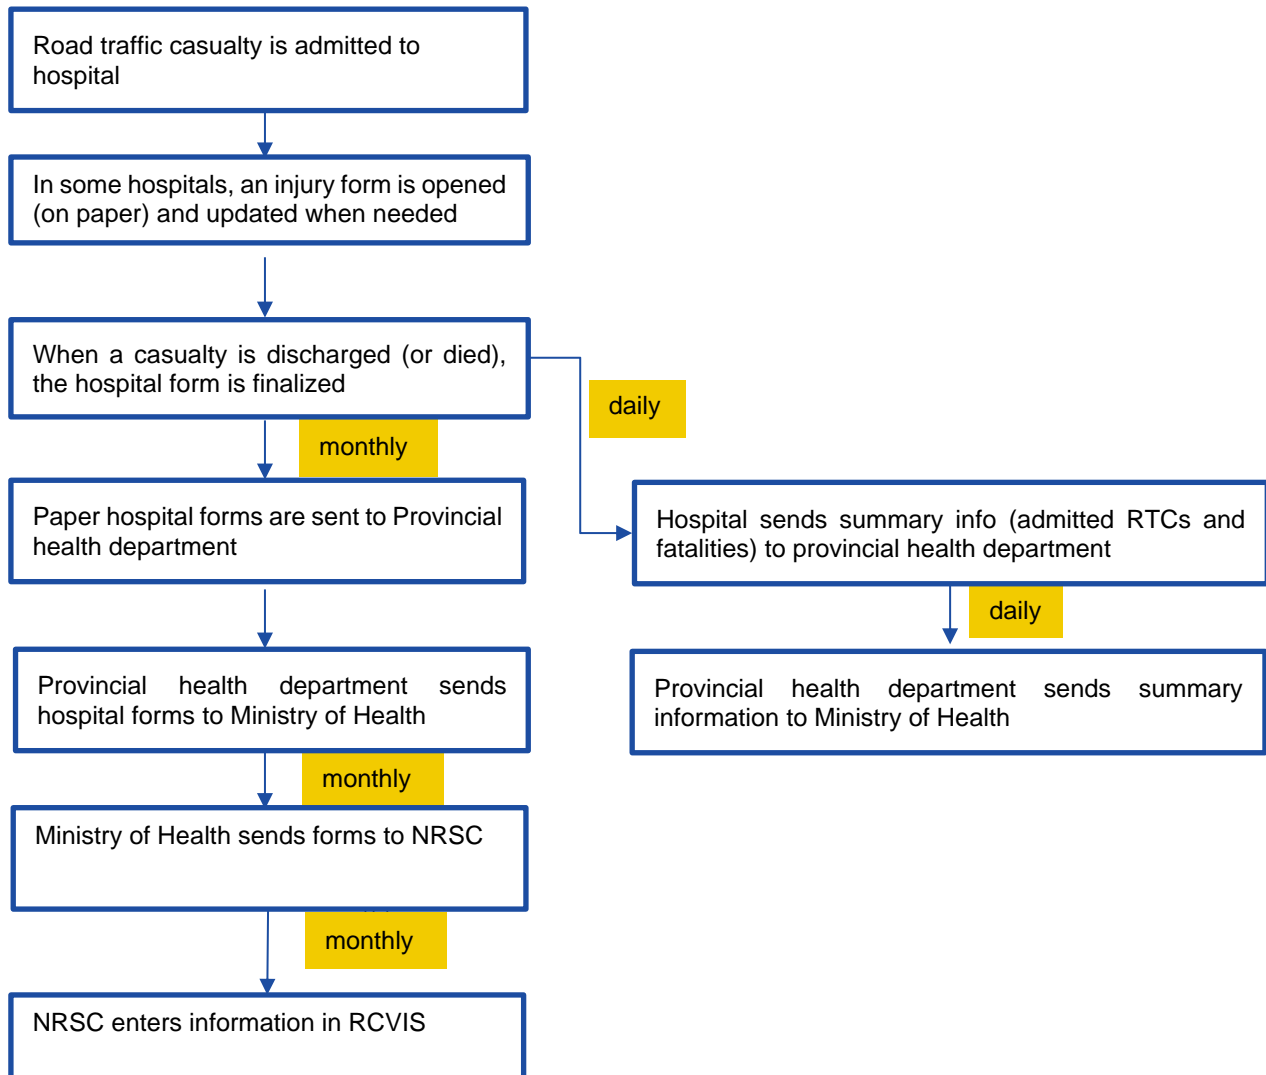 Road traffic casualty is admitted to
hospital
In some hospitals, an injury form is opened
(on paper) and updated when needed
When a casualty is discharged (or died),
the hospital form is finalized
daily
monthly
Paper hospital forms are sent to Provincial
health department
Hospital sends summary info (admitted RTCs and
fatalities) to provincial health department
daily
Provincial health department sends
hospital forms to Ministry of Health
Provincial health department sends summary
information to Ministry of Health
monthly
Ministry of Health sends forms to NRSC
monthly
NRSC enters information in RCVIS